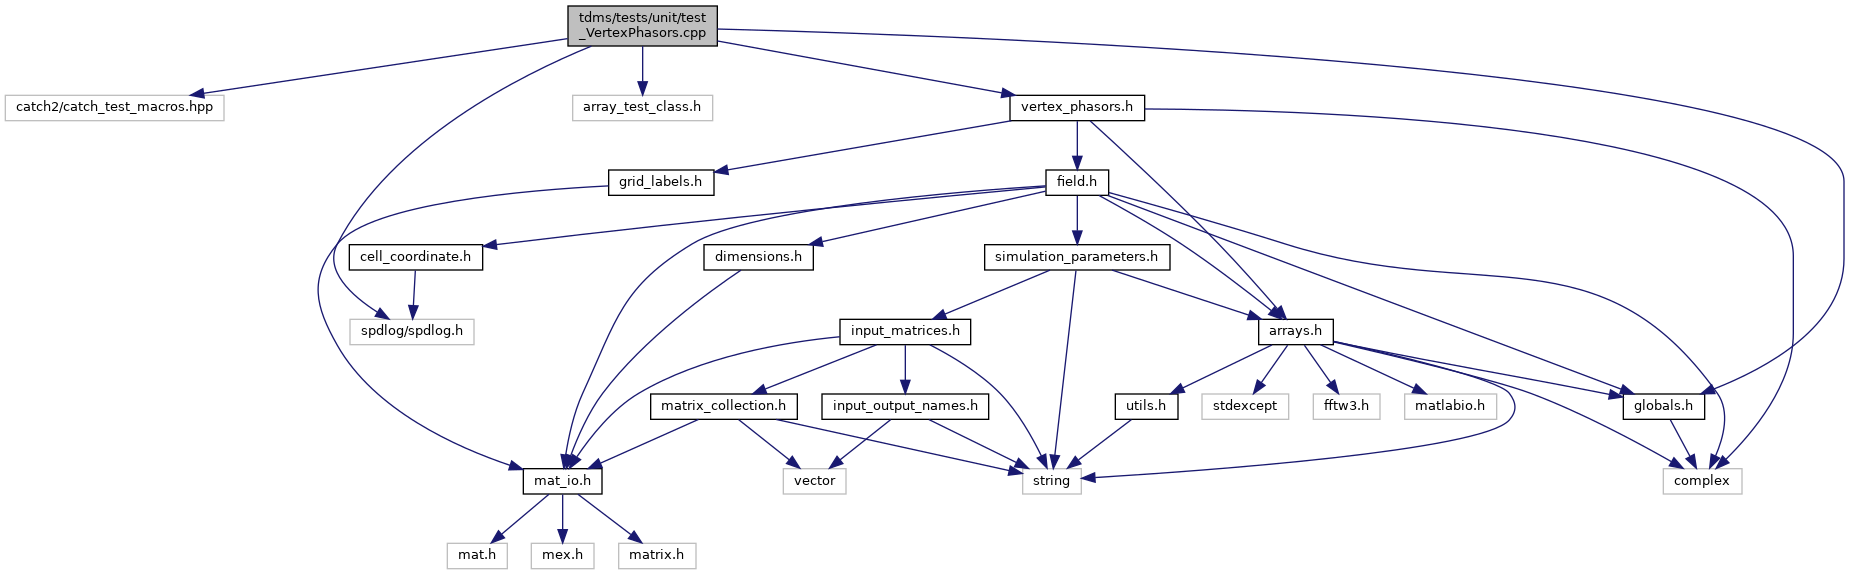 tdms/tests/unit/test
_VertexPhasors.cpp
catch2/catch_test_macros.hpp
array_test_class.h
vertex_phasors.h
grid_labels.h
field.h
cell_coordinate.h
dimensions.h
simulation_parameters.h
spdlog/spdlog.h
input_matrices.h
arrays.h
matrix_collection.h
input_output_names.h
utils.h
stdexcept
fftw3.h
matlabio.h
globals.h
mat_io.h
vector
string
complex
mat.h
mex.h
matrix.h